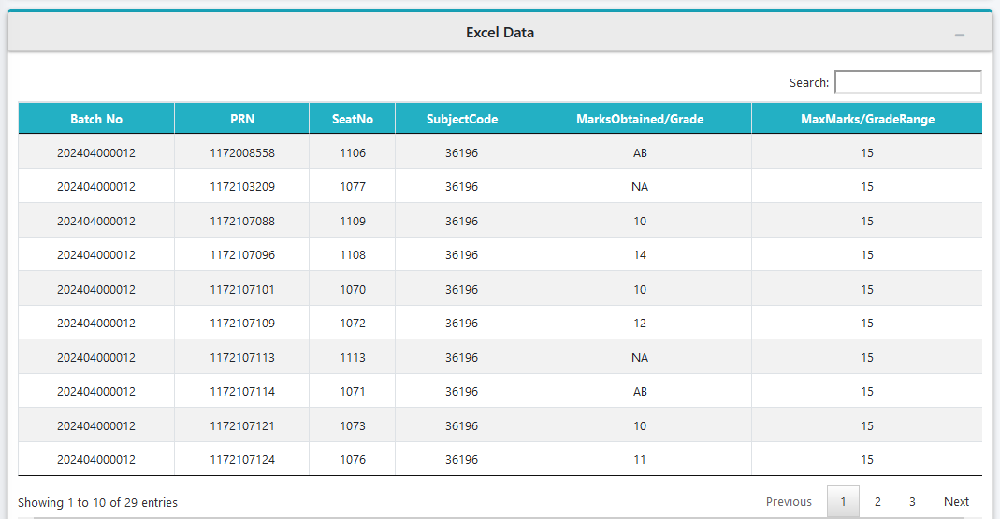 Excel Data
Search:
Batch No PRN SeatNo SubjectCode MarksObtained/Grade MaxMarks/GradeRange
202404000012 1172008558 1106 36196 AB 15
202404000012 1172103209 1077 36196 NA 15
202404000012 1172107088 1109 36196 10 15
202404000012 1172107096 1108 36196 14 15
202404000012 1172107101 1070 36196 10 15
202404000012 1172107109 1072 36196 12 15
202404000012 1172107113 1113 36196 NA 15
202404000012 1172107114 1071 36196 AB 15
202404000012 1172107121 1073 36196 10 15
202404000012 1172107124 1076 36196 11 15
Showing 1 to 10 of 29 entries Previous 1 2 3 Next